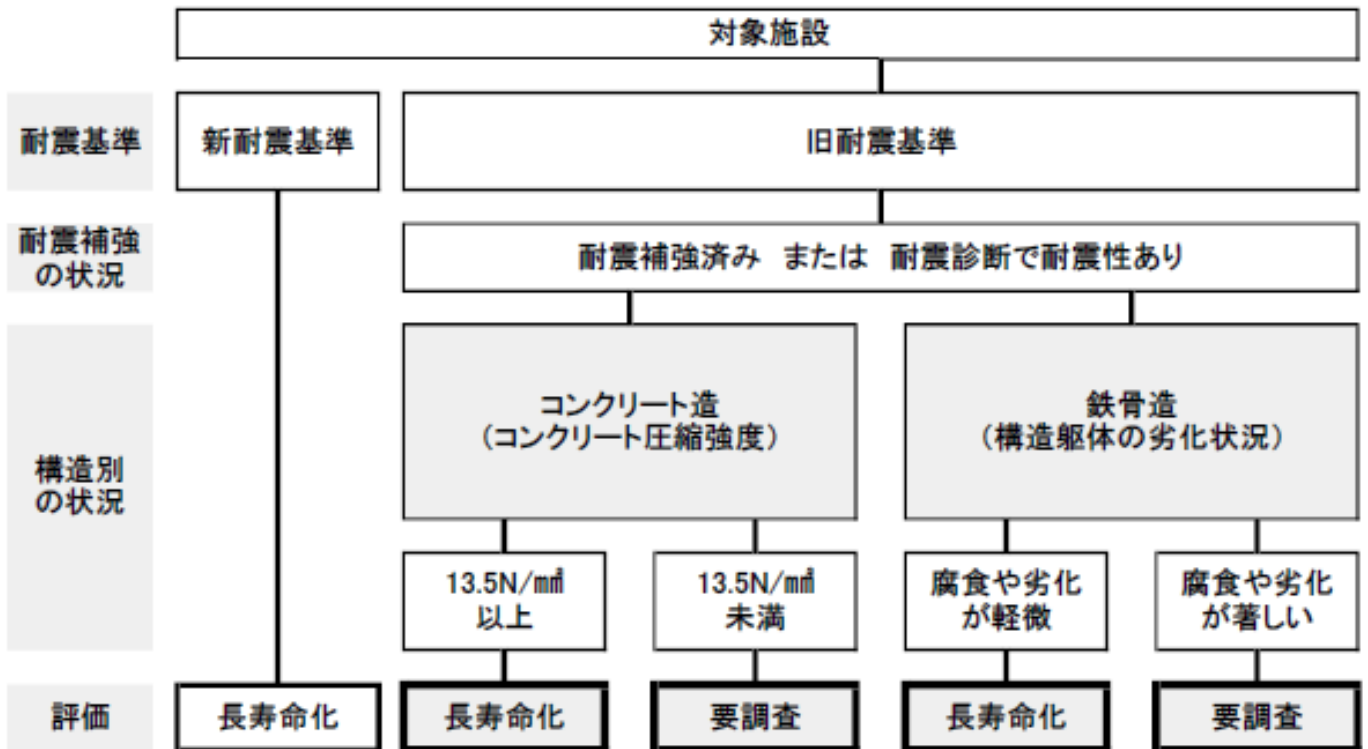 対象施設
耐震基準
新耐震基準
旧耐震基準
耐震補強
の状況
耐震補強済み または 耐震診断で耐震性あり
構造別
の状況
コンクリート造
（コンクリート圧縮強度）
鉄骨造
（構造躯体の劣化状況）
13.5N/㎟
以上
13.5N/㎟
未満
腐食や劣化
が軽微
腐食や劣化
が著しい
評価
長寿命化
長寿命化
要調査
長寿命化
要調査